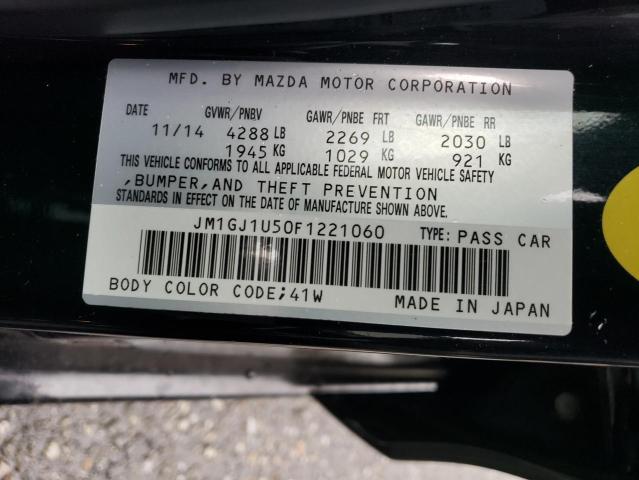 MFD. BY MAZDA MOTOR CORPORATION
DATE GVWR/PNBV GAWR/PNBE FRT GAWR/PNBE RR
11/14 4288 LB 2269 LB 2030 LB
1945 KG 1029 KG 921 KG
THIS VEHICLE CONFORMS TO ALL APPLICABLE FEDERAL MOTOR VEHICLE SAFETY
,BUMPER,AND THEFT PREVENTION
STANDARDS IN EFFECT ON THE DATE OF MANUFACTURE SHOWN ABOVE.
JM1GJ1U50F1221060 TYPE: PASS CAR
BODY COLOR CODE;41W MADE IN JAPAN